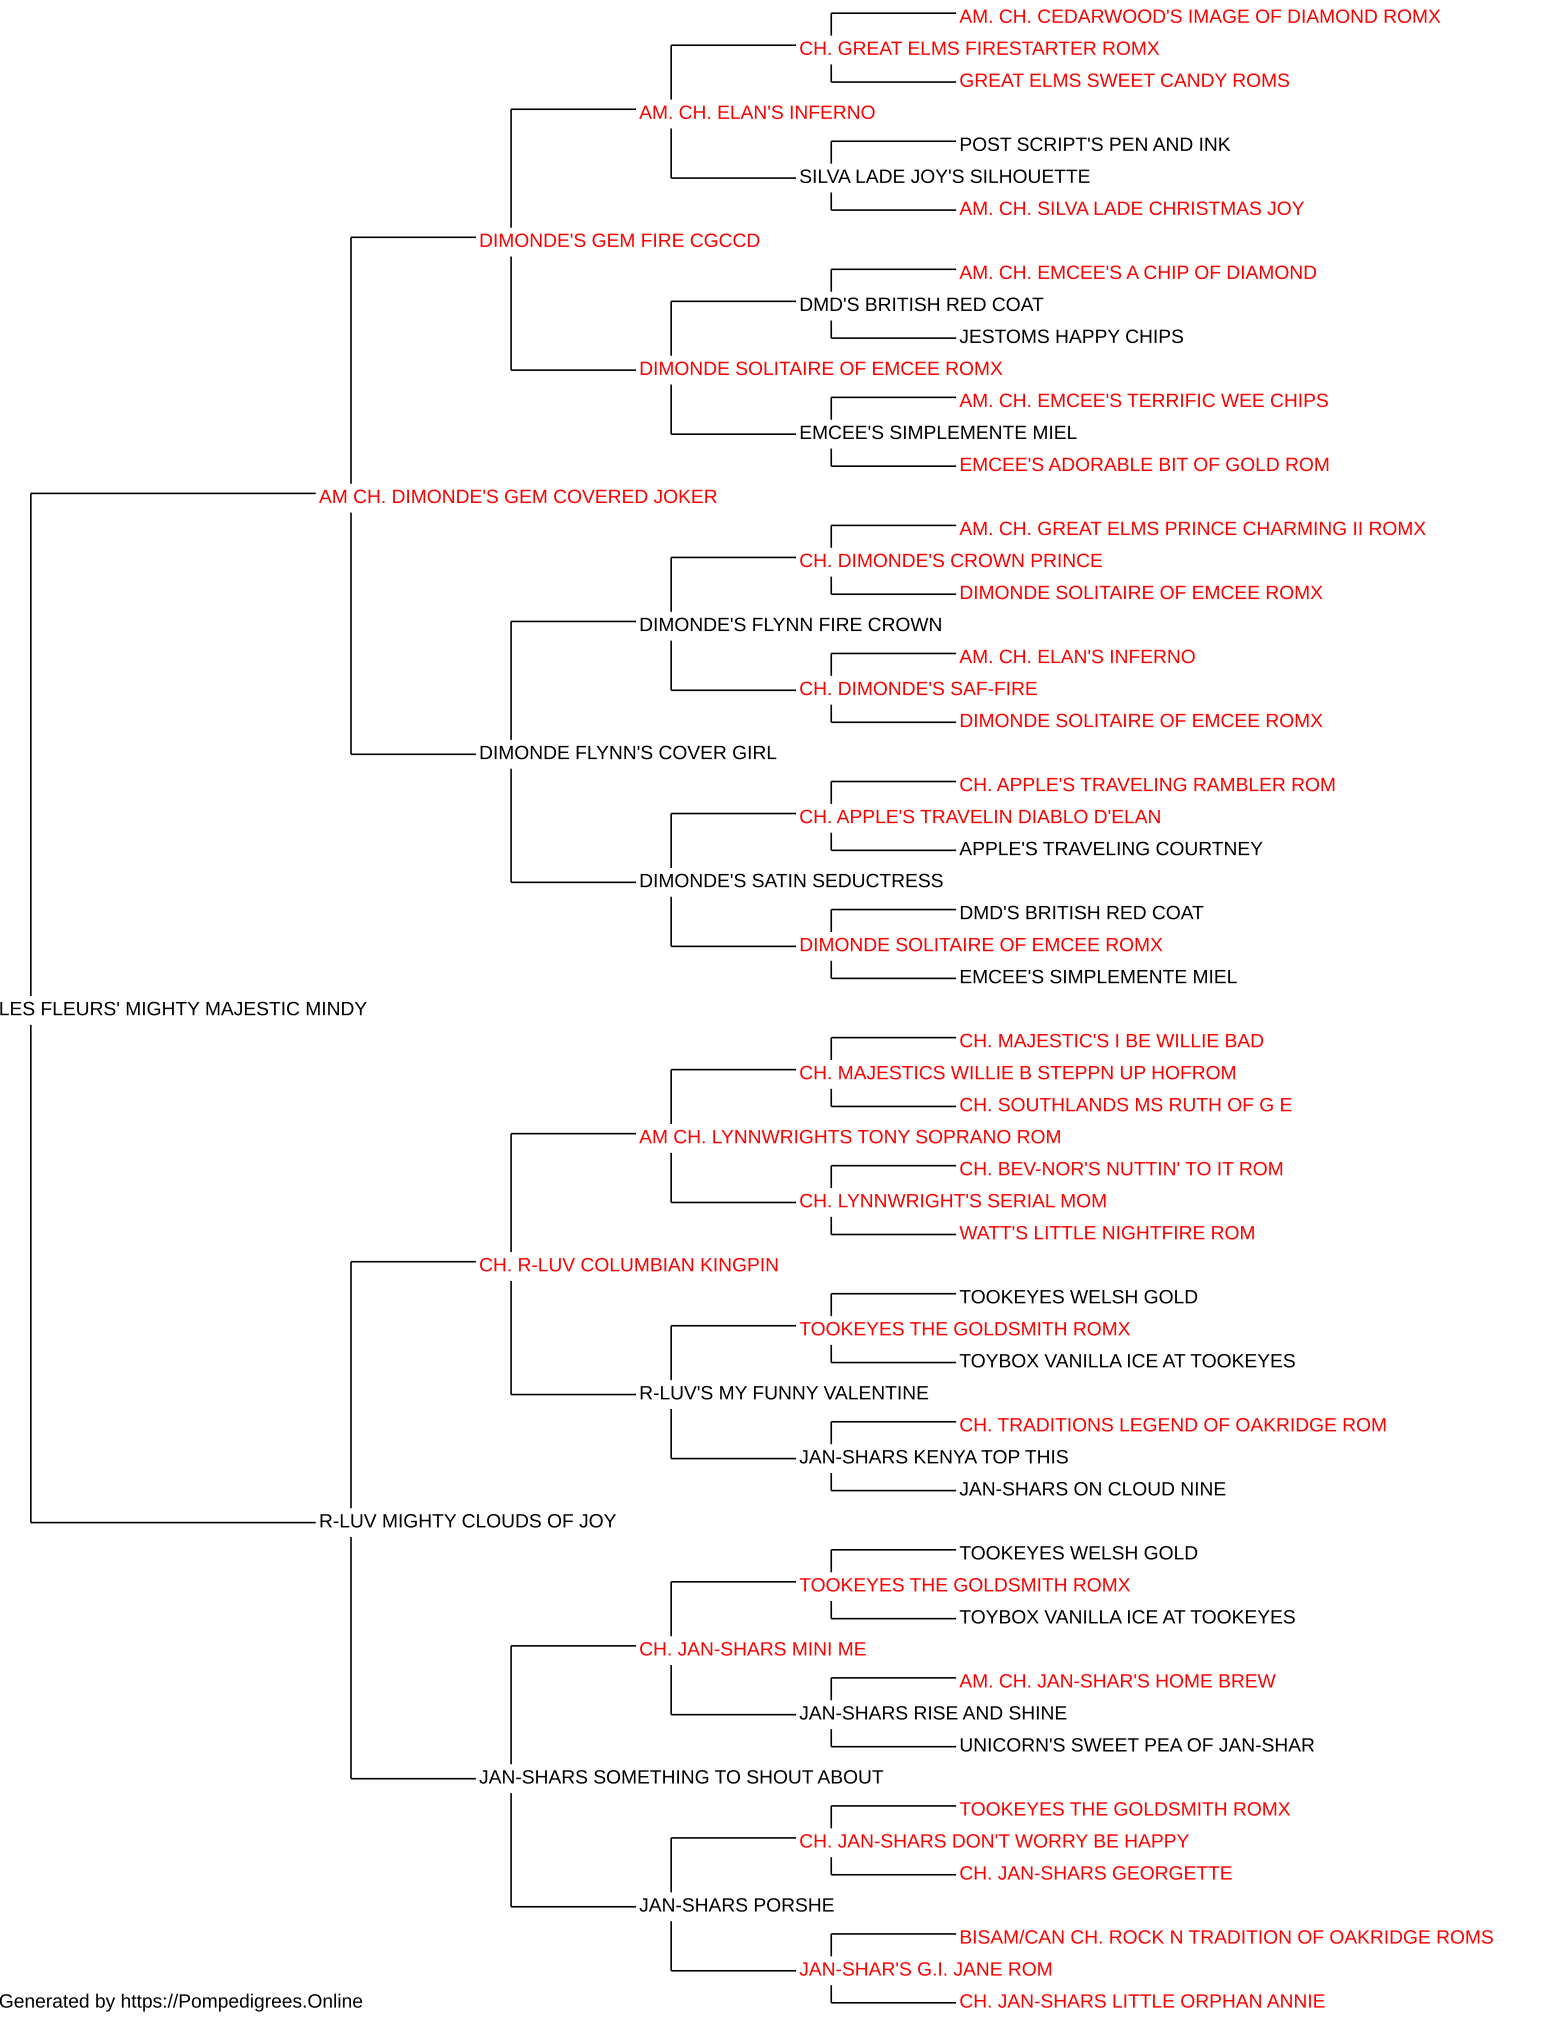 AM. CH. CEDARWOOD'S IMAGE OF DIAMOND ROMX
CH. GREAT ELMS FIRESTARTER ROMX
GREAT ELMS SWEET CANDY ROMS
AM. CH. ELAN'S INFERNO
POST SCRIPT'S PEN AND INK
SILVA LADE JOY'S SILHOUETTE
AM. CH. SILVA LADE CHRISTMAS JOY
DIMONDE'S GEM FIRE CGCCD
AM. CH. EMCEE'S A CHIP OF DIAMOND
DMD'S BRITISH RED COAT
JESTOMS HAPPY CHIPS
DIMONDE SOLITAIRE OF EMCEE ROMX
AM. CH. EMCEE'S TERRIFIC WEE CHIPS
EMCEE'S SIMPLEMENTE MIEL
EMCEE'S ADORABLE BIT OF GOLD ROM
AM CH. DIMONDE'S GEM COVERED JOKER
AM. CH. GREAT ELMS PRINCE CHARMING II ROMX
CH. DIMONDE'S CROWN PRINCE
DIMONDE SOLITAIRE OF EMCEE ROMX
DIMONDE'S FLYNN FIRE CROWN
AM. CH. ELAN'S INFERNO
CH. DIMONDE'S SAF-FIRE
DIMONDE SOLITAIRE OF EMCEE ROMX
DIMONDE FLYNN'S COVER GIRL
CH. APPLE'S TRAVELING RAMBLER ROM
CH. APPLE'S TRAVELIN DIABLO D'ELAN
APPLE'S TRAVELING COURTNEY
DIMONDE'S SATIN SEDUCTRESS
DMD'S BRITISH RED COAT
DIMONDE SOLITAIRE OF EMCEE ROMX
EMCEE'S SIMPLEMENTE MIEL
LES FLEURS' MIGHTY MAJESTIC MINDY
CH. MAJESTIC'S I BE WILLIE BAD
CH. MAJESTICS WILLIE B STEPPN UP HOFROM
CH. SOUTHLANDS MS RUTH OF G E
AM CH. LYNNWRIGHTS TONY SOPRANO ROM
CH. BEV-NOR'S NUTTIN' TO IT ROM
CH. LYNNWRIGHT'S SERIAL MOM
WATT'S LITTLE NIGHTFIRE ROM
CH. R-LUV COLUMBIAN KINGPIN
TOOKEYES WELSH GOLD
TOOKEYES THE GOLDSMITH ROMX
TOYBOX VANILLA ICE AT TOOKEYES
R-LUV'S MY FUNNY VALENTINE
CH. TRADITIONS LEGEND OF OAKRIDGE ROM
JAN-SHARS KENYA TOP THIS
JAN-SHARS ON CLOUD NINE
R-LUV MIGHTY CLOUDS OF JOY
TOOKEYES WELSH GOLD
TOOKEYES THE GOLDSMITH ROMX
TOYBOX VANILLA ICE AT TOOKEYES
CH. JAN-SHARS MINI ME
AM. CH. JAN-SHAR'S HOME BREW
JAN-SHARS RISE AND SHINE
UNICORN'S SWEET PEA OF JAN-SHAR
JAN-SHARS SOMETHING TO SHOUT ABOUT
TOOKEYES THE GOLDSMITH ROMX
CH. JAN-SHARS DON'T WORRY BE HAPPY
CH. JAN-SHARS GEORGETTE
JAN-SHARS PORSHE
BISAM/CAN CH. ROCK N TRADITION OF OAKRIDGE ROMS
JAN-SHAR'S G.I. JANE ROM
CH. JAN-SHARS LITTLE ORPHAN ANNIE
Generated by https://Pompedigrees.Online